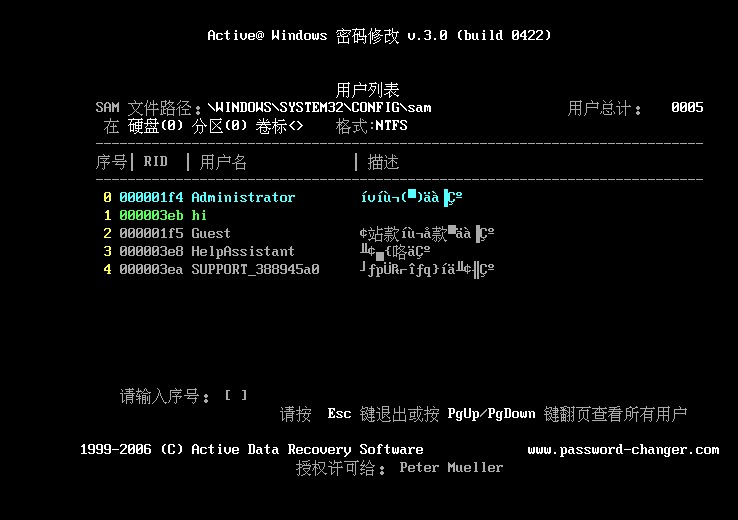 Active@ Windows 密码修改 v.3.0 (build 0422)
用户列表
SAM 文件路径: \WINDOWS\SYSTEM32\CONFIG\sam 用户总计: 0005
在 硬盘(0) 分区(0) 卷标<> 格式:NTFS
序号 | RID | 用户名 | 描述
0 000001f4 Administrator
1 000003eb hi
2 000001f5 Guest
3 000003e8 HelpAssistant
4 000003ea SUPPORT_388945a0
请输入序号: [ ]
请按 Esc 键退出或按 PgUp/PgDown 键翻页查看所有用户
1999-2006 (C) Active Data Recovery Software www.password-changer.com
授权许可给: Peter Mueller